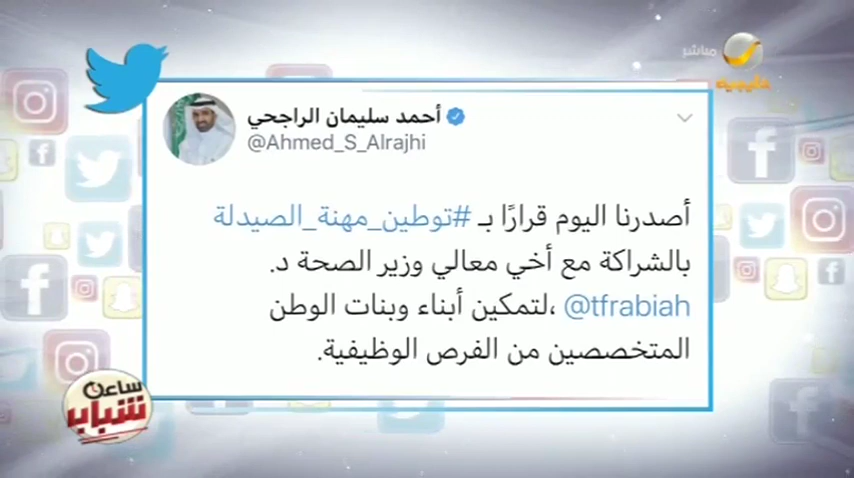 مباشر
خليجية
أحمد سليمان الراجحي
@Ahmed_S_Alrajhi
أصدرنا اليوم قرارًا بـ #توطين_مهنة_الصيدلة
بالشراكة مع أخي معالي وزير الصحة د.
@tfrabiah ،لتمكين أبناء وبنات الوطن
المتخصصين من الفرص الوظيفية.
ساعة
شباب